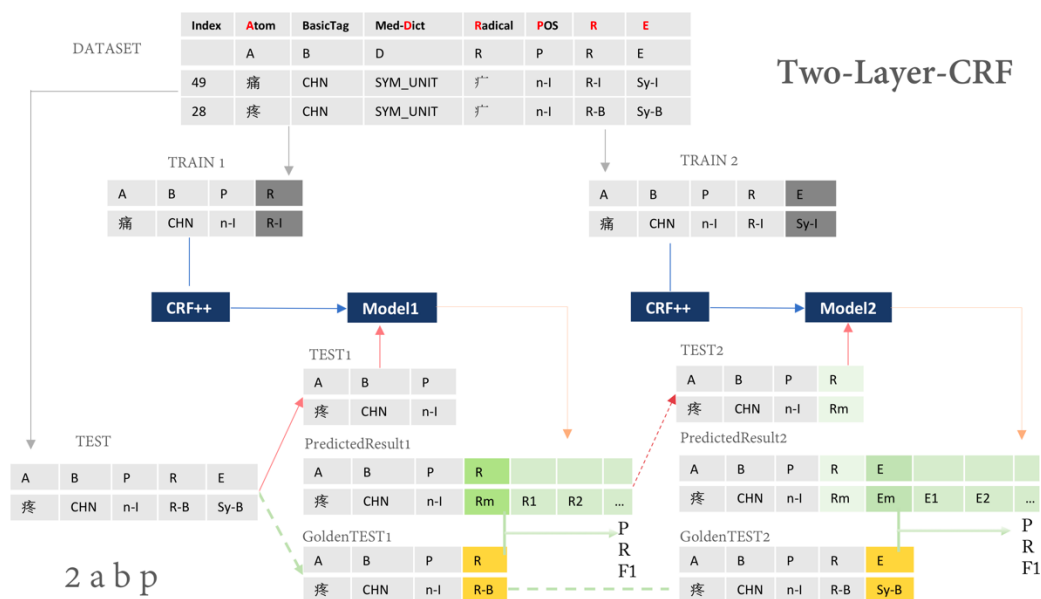 Index Atom BasicTag Med-Dict Radical POS R E
DATASET
A B D R P R E
Two-Layer-CRF
49 痛 CHN SYM_UNIT 疒 n-I R-I Sy-I
28 疼 CHN SYM_UNIT 疒 n-I R-B Sy-B
TRAIN 1
A B P R
痛 CHN n-I R-I
TRAIN 2
A B P R E
痛 CHN n-I R-I Sy-I
CRF++ Model1
CRF++ Model2
TEST1
A B P
疼 CHN n-I
TEST2
A B P R
疼 CHN n-I Rm
TEST
A B P R E
疼 CHN n-I R-B Sy-B
PredictedResult1
A B P R
疼 CHN n-I Rm R1 R2 ...
PredictedResult2
A B P R E
疼 CHN n-I Rm Em E1 E2 ...
P
R
F1
P
R
F1
GoldenTEST1
A B P R
疼 CHN n-I R-B
GoldenTEST2
A B P R E
疼 CHN n-I R-B Sy-B
2 a b p